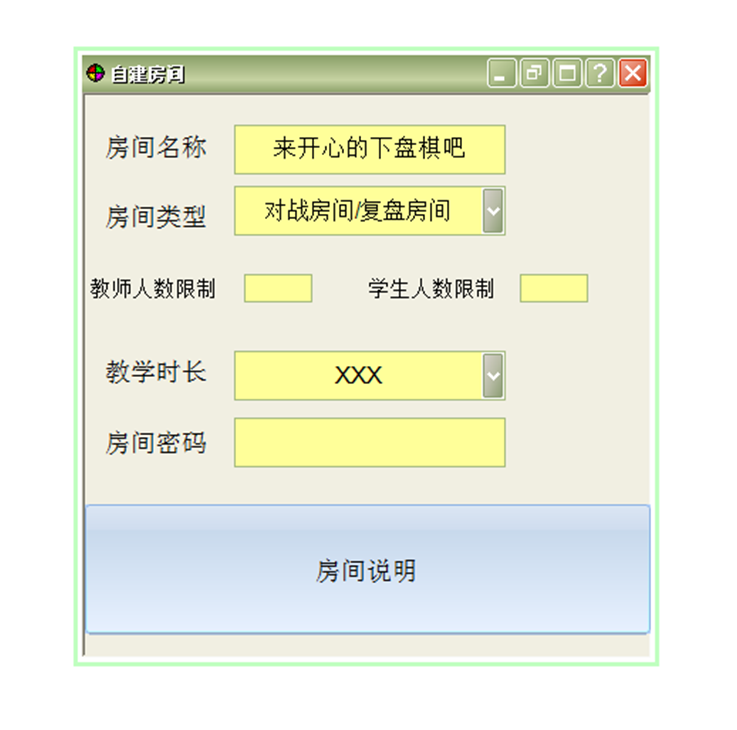 自建房间
房间名称 来开心的下盘棋吧
房间类型 对战房间/复盘房间
教师人数限制 学生人数限制
教学时长 XXX
房间密码
房间说明